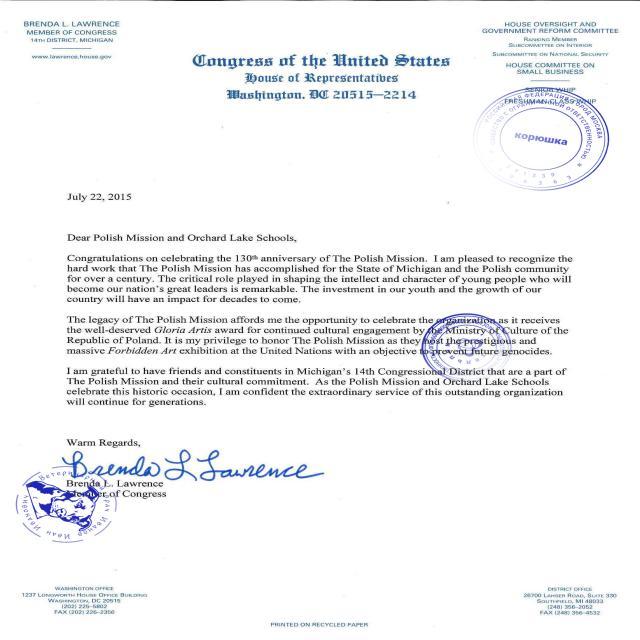 BRENDA L. LAWRENCE
MEMBER OF CONGRESS
14TH DISTRICT, MICHIGAN
www.lawrence.house.gov
Congress of the United States
House of Representatives
Washington, DC 20515—2214
HOUSE OVERSIGHT AND
GOVERNMENT REFORM COMMITTEE
RANKING MEMBER
SUBCOMMITTEE ON INTERIOR
SUBCOMMITTEE ON NATIONAL SECURITY
HOUSE COMMITTEE ON
SMALL BUSINESS
SENIOR WHIP
FRESHMAN CLASS WHIP
РОССИЙСКАЯ ФЕДЕРАЦИЯ ГОРОД МОСКВА
ОБЩЕСТВО С ОГРАНИЧЕННОЙ ОТВЕТСТВЕННОСТЬЮ
корюшка
July 22, 2015
Dear Polish Mission and Orchard Lake Schools,
Congratulations on celebrating the 130th anniversary of The Polish Mission. I am pleased to recognize the
hard work that The Polish Mission has accomplished for the State of Michigan and the Polish community
for over a century. The critical role played in shaping the intellect and character of young people who will
become our nation's great leaders is remarkable. The investment in our youth and the growth of our
country will have an impact for decades to come.
The legacy of The Polish Mission affords me the opportunity to celebrate the organization as it receives
the well-deserved Gloria Artis award for continued cultural engagement by the Ministry of Culture of the
Republic of Poland. It is my privilege to honor The Polish Mission as they host the prestigious and
massive Forbidden Art exhibition at the United Nations with an objective to prevent future genocides.
I am grateful to have friends and constituents in Michigan's 14th Congressional District that are a part of
The Polish Mission and their cultural commitment. As the Polish Mission and Orchard Lake Schools
celebrate this historic occasion, I am confident the extraordinary service of this outstanding organization
will continue for generations.
Warm Regards,
Brenda L Lawrence
Brenda L. Lawrence
Member of Congress
Ветеринарный врач
Иванов Иван Иванович
WASHINGTON OFFICE
1237 LONGWORTH HOUSE OFFICE BUILDING
WASHINGTON, DC 20515
(202) 225-5802
FAX (202) 226-2356
DISTRICT OFFICE
26700 LAHSER ROAD, SUITE 330
SOUTHFIELD, MI 48033
(248) 356-2052
FAX (248) 356-4532
PRINTED ON RECYCLED PAPER